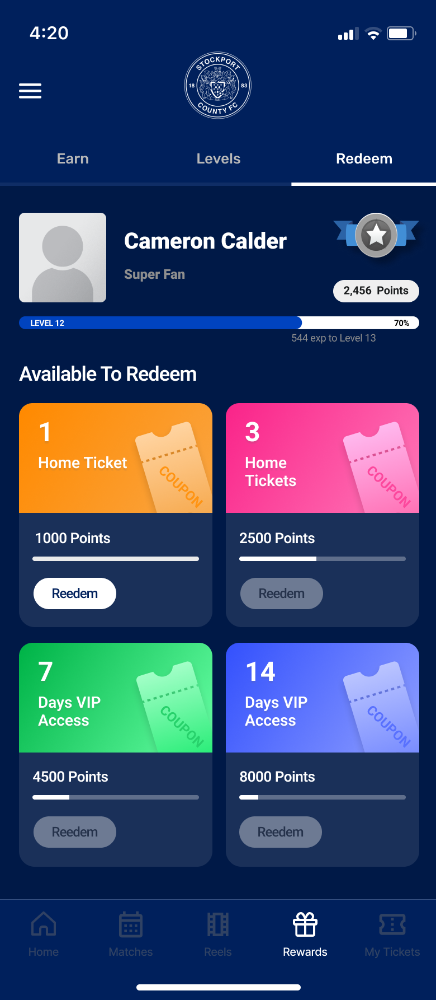 4:20
STOCKPORT
18 83
COUNTY FC
Earn Levels Redeem
Cameron Calder
Super Fan
2,456 Points
LEVEL 12 70%
544 exp to Level 13
Available To Redeem
1
Home Ticket
COUPON
1000 Points
Reedem
3
Home
Tickets
COUPON
2500 Points
Reedem
7
Days VIP
Access
COUPON
4500 Points
Reedem
14
Days VIP
Access
COUPON
8000 Points
Reedem
Home Matches Reels Rewards My Tickets